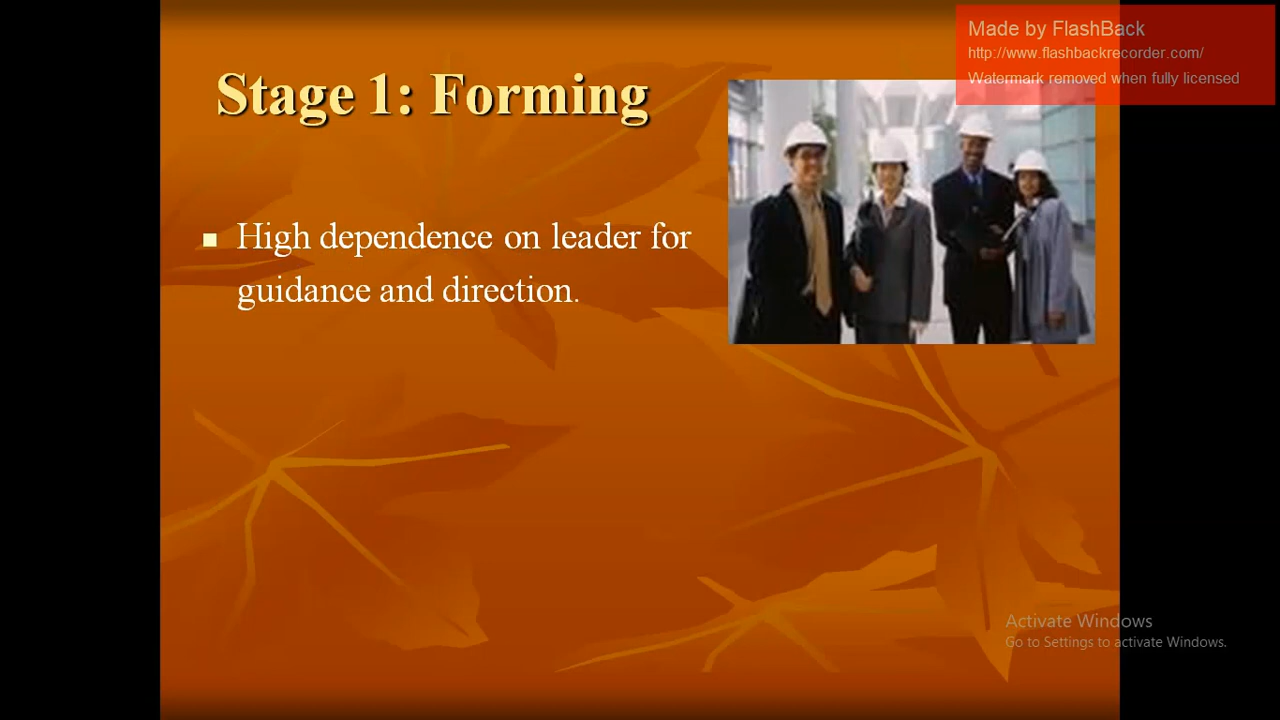 Made by FlashBack
http://www.flashbackrecorder.com/
Watermark removed when fully licensed
Stage 1: Forming
High dependence on leader for
guidance and direction.
Activate Windows
Go to Settings to activate Windows.